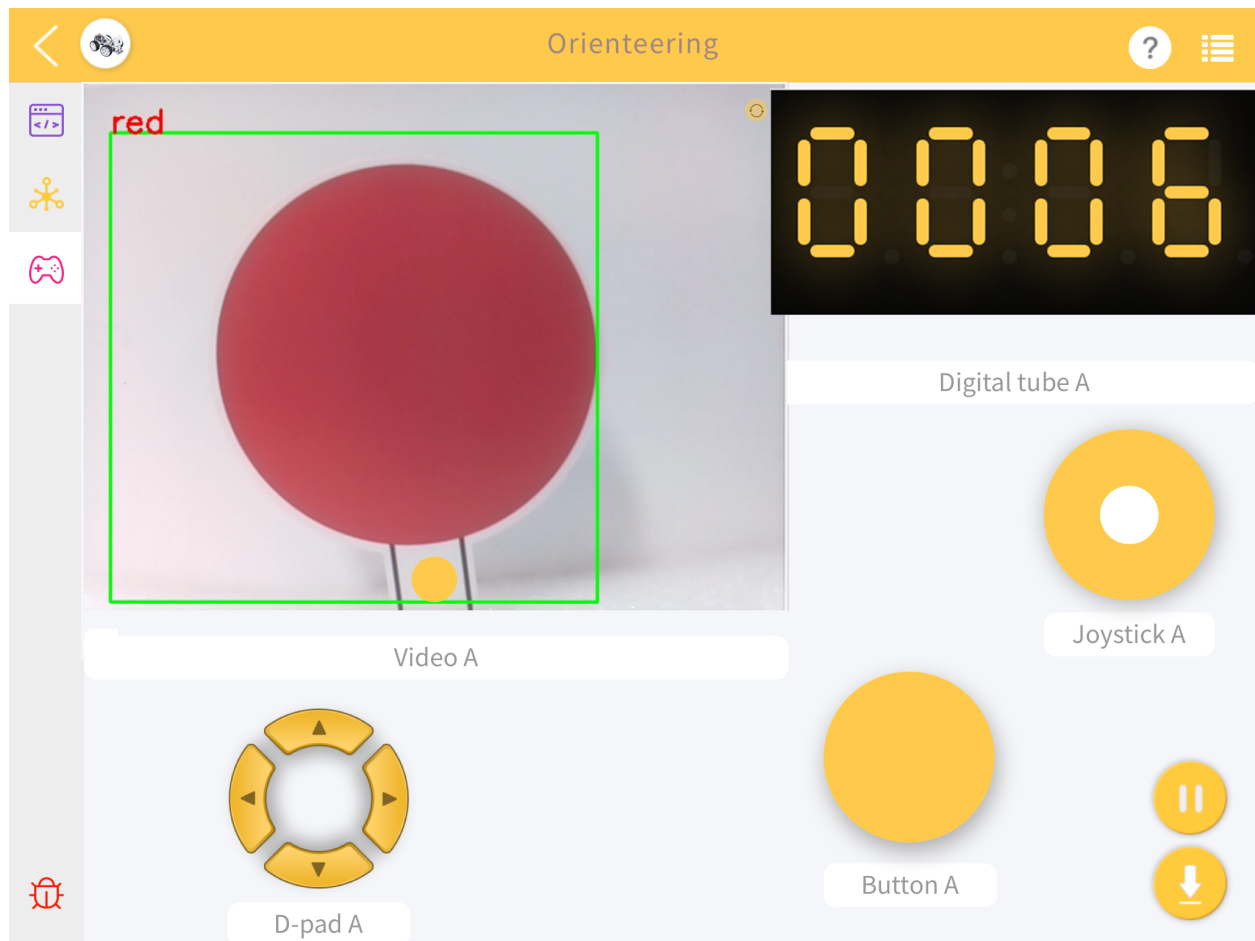 Orienteering
?
red
0006
Digital tube A
Joystick A
Video A
Button A
D-pad A